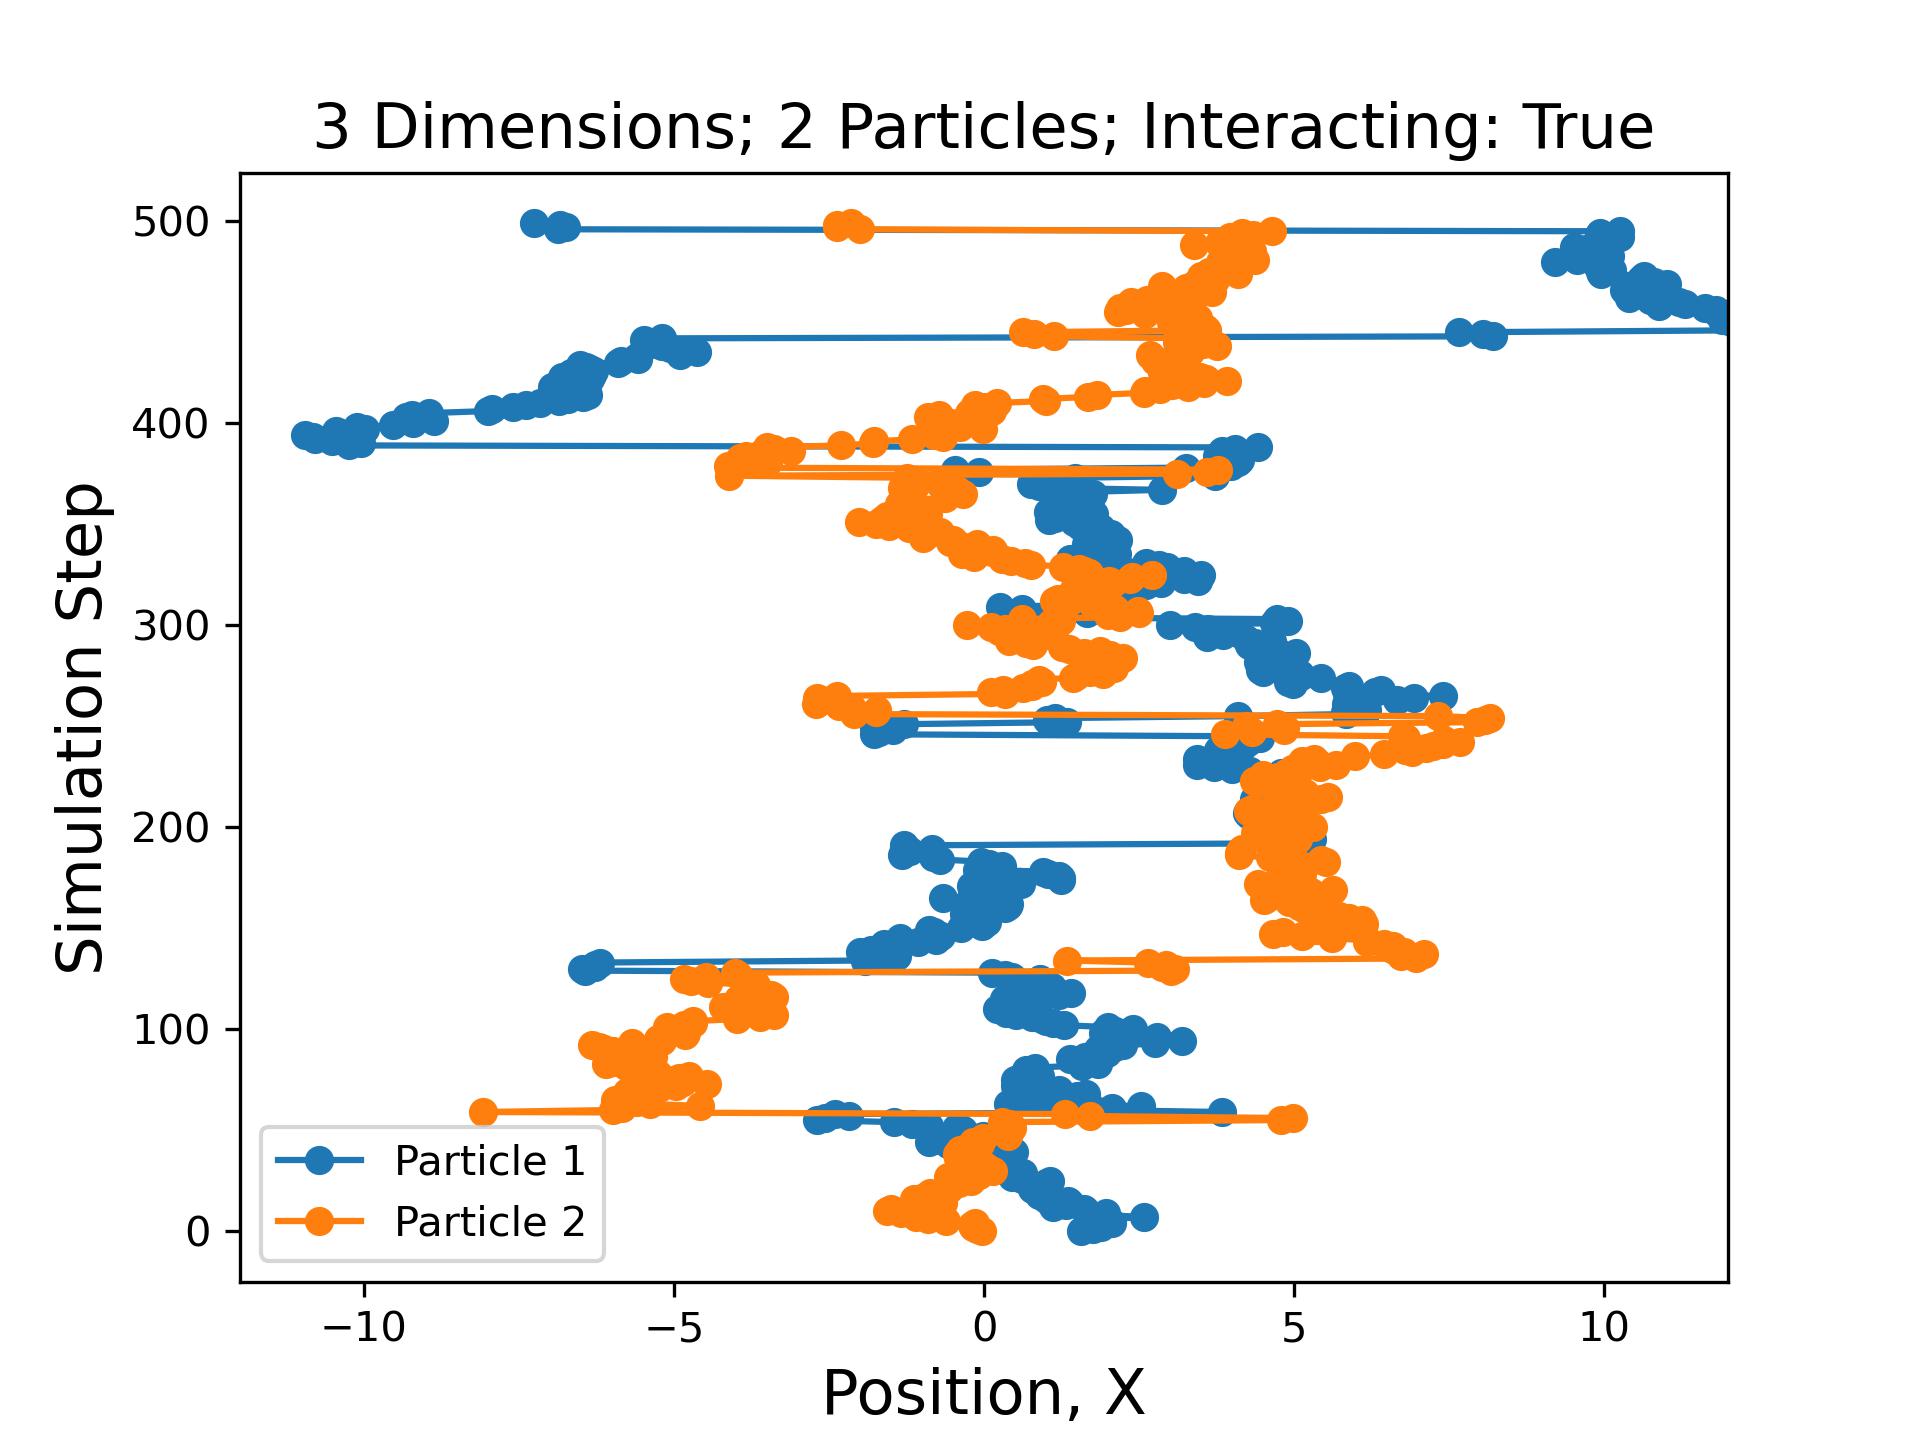 3 Dimensions; 2 Particles; Interacting: True
Simulation Step
500
400
300
200
100
0
Particle 1
Particle 2
−10
−5
0
5
10
Position, X